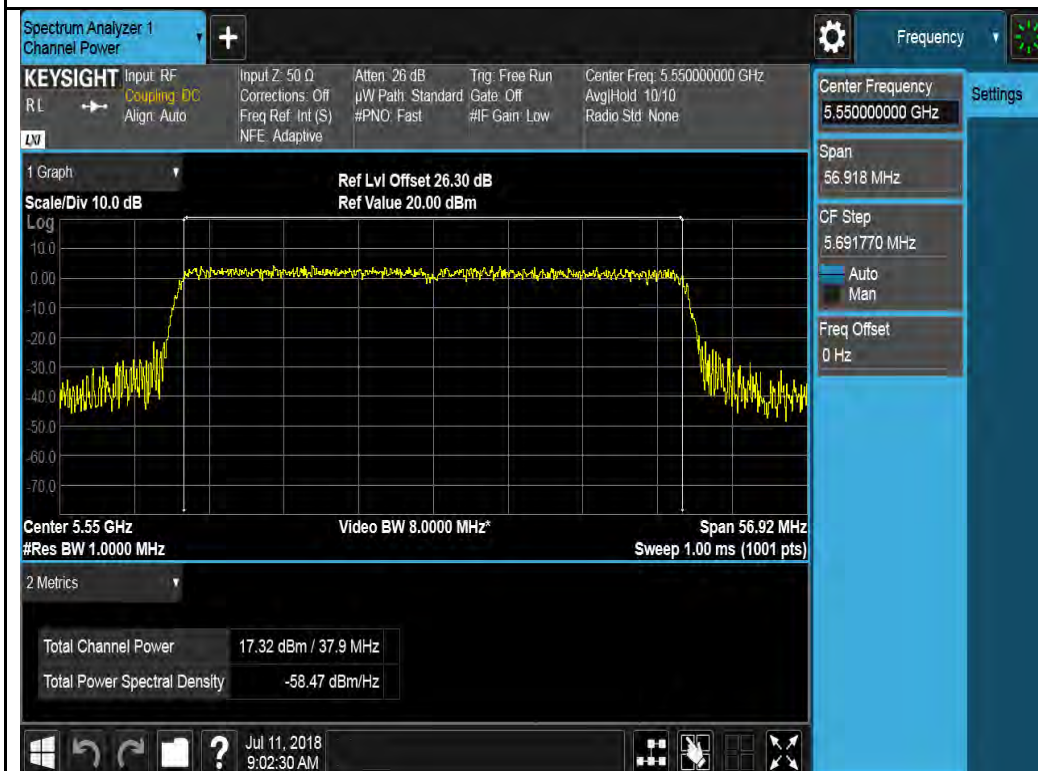 Spectrum Analyzer 1
Channel Power
+
Frequency
KEYSIGHT
R L
LXI
Input: RF
Coupling: DC
Align: Auto
Input Z: 50 Ω
Corrections: Off
Freq Ref: Int (S)
NFE: Adaptive
Atten: 26 dB
µW Path: Standard
#PNO: Fast
Trig: Free Run
Gate: Off
#IF Gain: Low
Center Freq: 5.550000000 GHz
Avg|Hold: 10/10
Radio Std: None
Center Frequency
5.550000000 GHz
Settings
Span
56.918 MHz
CF Step
5.691770 MHz
Auto
Man
Freq Offset
0 Hz
1 Graph
Scale/Div 10.0 dB
Ref Lvl Offset 26.30 dB
Ref Value 20.00 dBm
Log
10.0
0.00
-10.0
-20.0
-30.0
-40.0
-50.0
-60.0
-70.0
Center 5.55 GHz
#Res BW 1.0000 MHz
Video BW 8.0000 MHz*
Span 56.92 MHz
Sweep 1.00 ms (1001 pts)
2 Metrics
Total Channel Power 17.32 dBm / 37.9 MHz
Total Power Spectral Density -58.47 dBm/Hz
?
Jul 11, 2018
9:02:30 AM